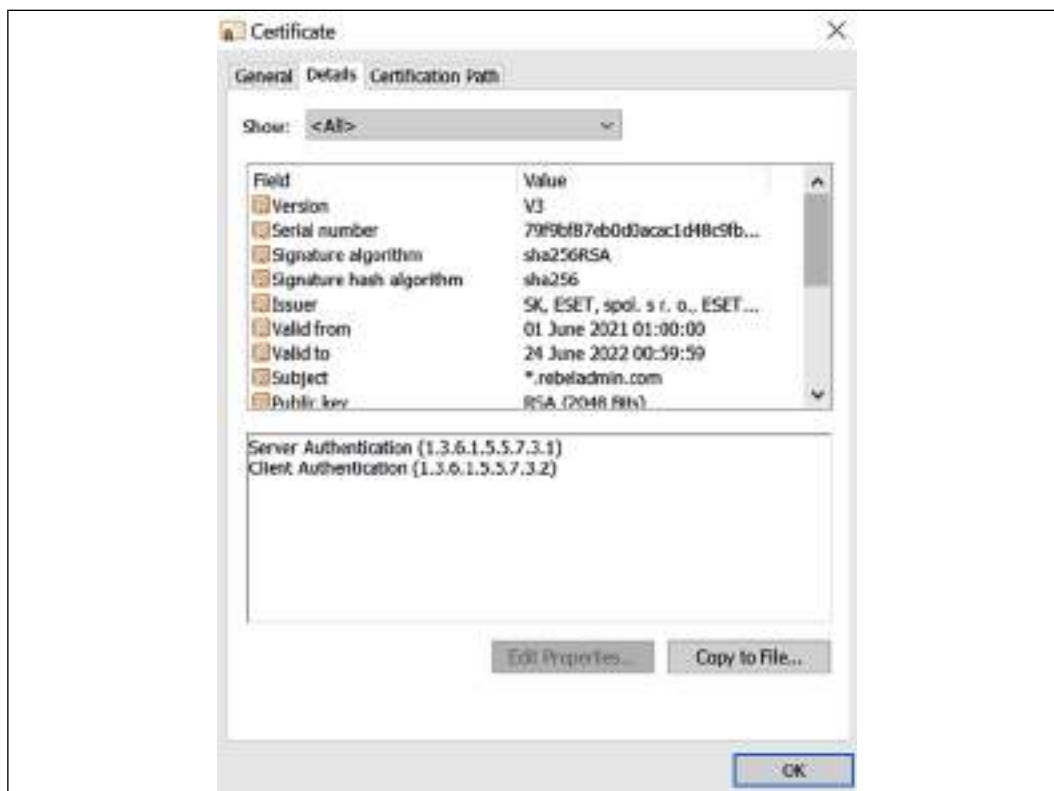 Certificate
General Details Certification Path
Show: <All>
Field Value
Version V3
Serial number 79f9bf87eb0d0acac1d48c9fb...
Signature algorithm sha256RSA
Signature hash algorithm sha256
Issuer SK, ESET, spol. s r. o., ESET...
Valid from 01 June 2021 01:00:00
Valid to 24 June 2022 00:59:59
Subject *.rebeladmin.com
Public key RSA (2048 Bits)
Server Authentication (1.3.6.1.5.5.7.3.1)
Client Authentication (1.3.6.1.5.5.7.3.2)
Edit Properties... Copy to File...
OK